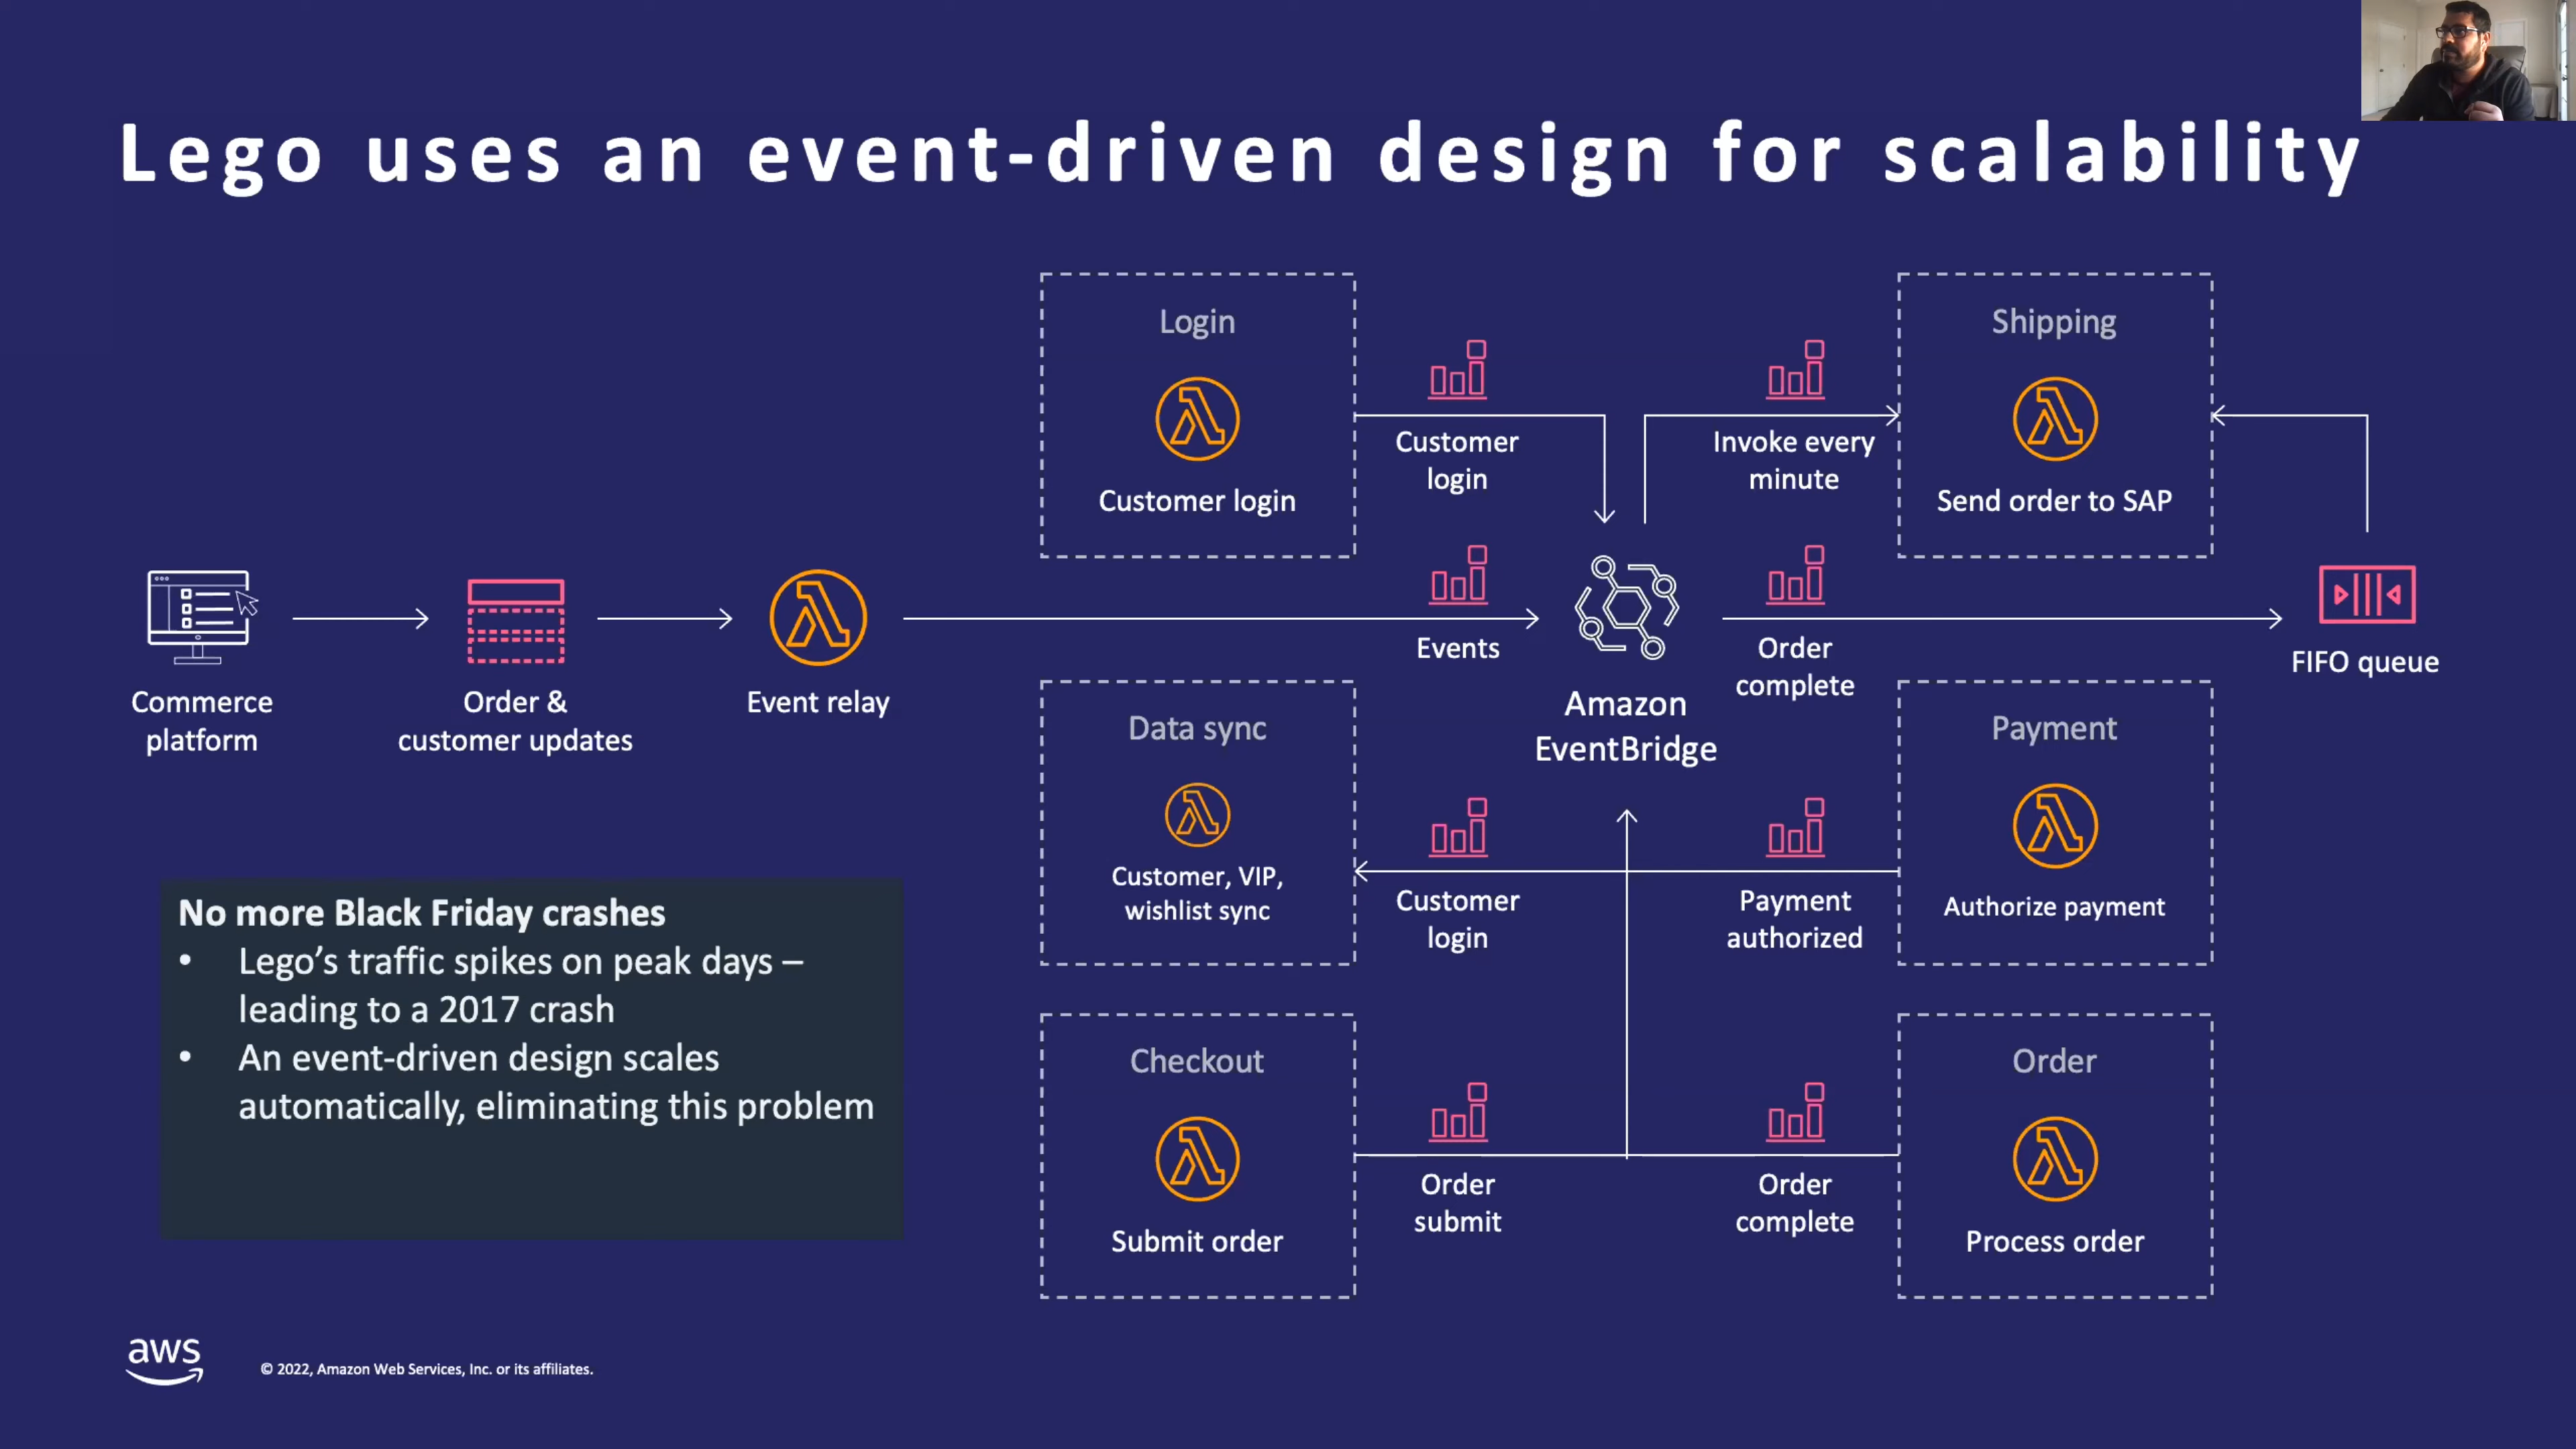 Lego uses an event-driven design for scalability
Login
Customer login
Customer
login
Invoke every
minute
Shipping
Send order to SAP
Commerce
platform
Order &
customer updates
Event relay
Events
Amazon
EventBridge
Order
complete
FIFO queue
Data sync
Customer, VIP,
wishlist sync
Customer
login
Payment
authorized
Payment
Authorize payment
No more Black Friday crashes
• Lego’s traffic spikes on peak days –
leading to a 2017 crash
• An event-driven design scales
automatically, eliminating this problem
Checkout
Submit order
Order
submit
Order
complete
Order
Process order
aws
© 2022, Amazon Web Services, Inc. or its affiliates.